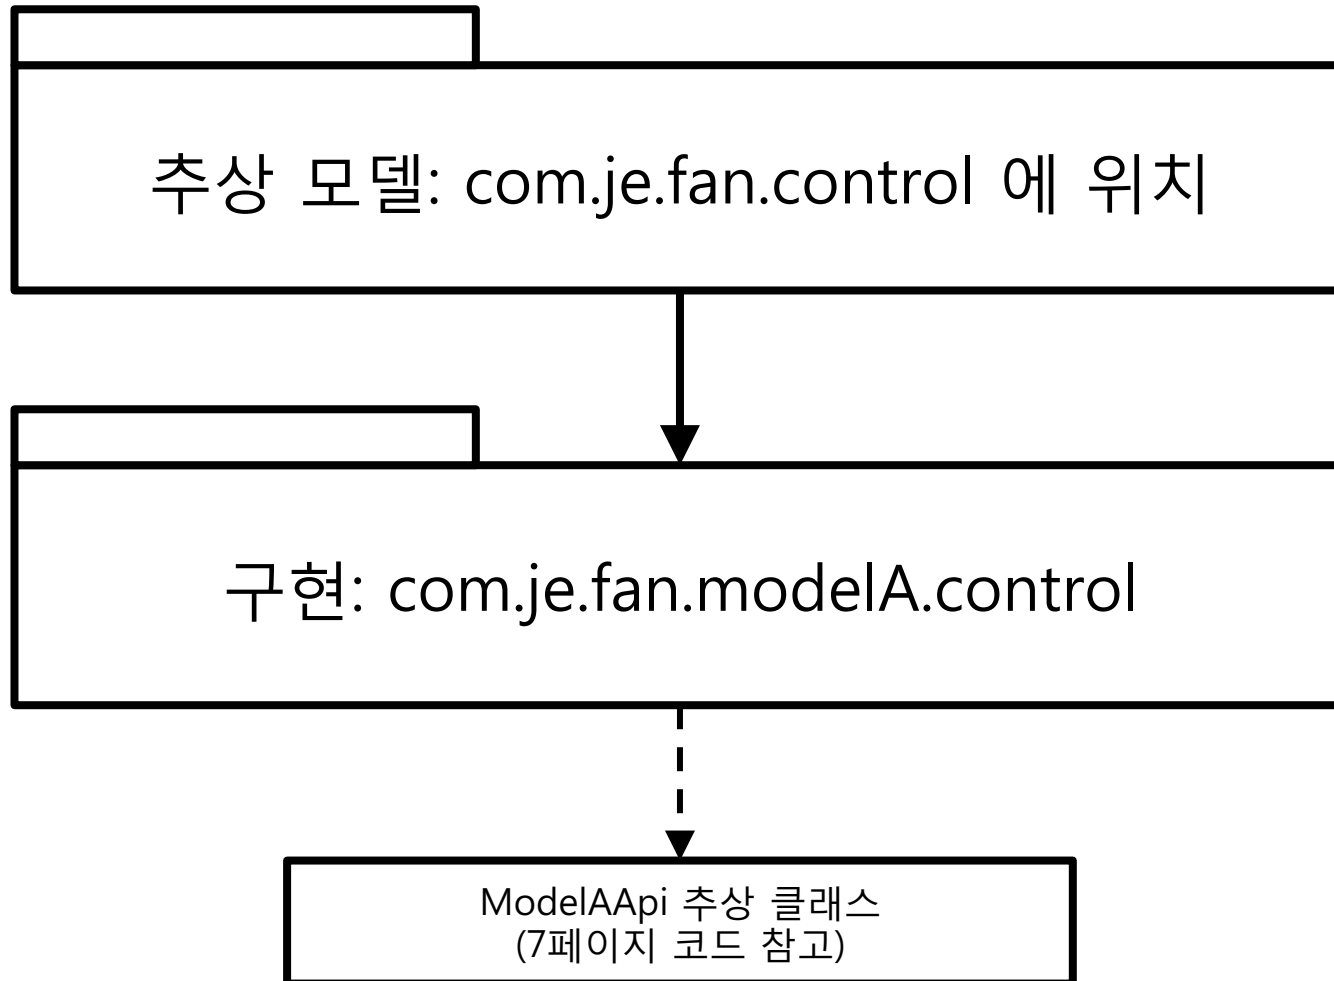 추상 모델: com.je.fan.control 에 위치
구현: com.je.fan.modelA.control
ModelAApi 추상 클래스
(7페이지 코드 참고)